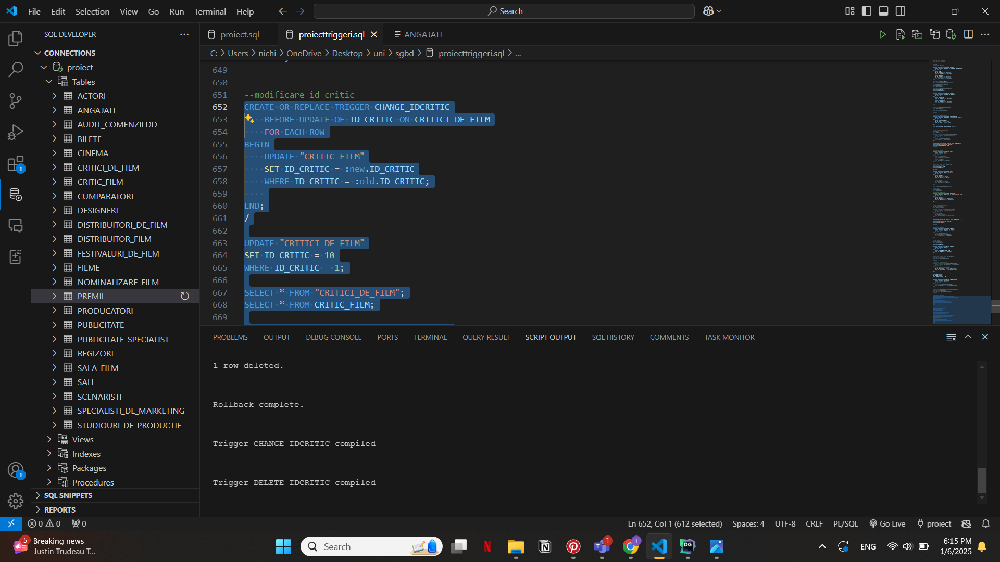 File Edit Selection View Go Run Terminal Help
Search
SQL DEVELOPER
CONNECTIONS
proiect
Tables
ACTORI
ANGAJATI
AUDIT_COMENZILDD
BILETE
CINEMA
CRITICI_DE_FILM
CRITIC_FILM
CUMPARATORI
DESIGNERI
DISTRIBUITORI_DE_FILM
DISTRIBUITOR_FILM
FESTIVALURI_DE_FILM
FILME
NOMINALIZARE_FILM
PREMII
PRODUCATORI
PUBLICITATE
PUBLICITATE_SPECIALIST
REGIZORI
SALA_FILM
SALI
SCENARISTI
SPECIALISTI_DE_MARKETING
STUDIOURI_DE_PRODUCTIE
Views
Indexes
Packages
Procedures
SQL SNIPPETS
REPORTS
1
1
proiect.sql
proiecttriggeri.sql
ANGAJATI
C: > Users > nichi > OneDrive > Desktop > uni > sgbd > proiecttriggeri.sql > ...
649
650
651 --modificare id critic
652 CREATE OR REPLACE TRIGGER CHANGE_IDCRITIC
653 BEFORE UPDATE OF ID_CRITIC ON CRITICI_DE_FILM
654 FOR EACH ROW
655 BEGIN
656 UPDATE "CRITIC_FILM"
657 SET ID_CRITIC = :new.ID_CRITIC
658 WHERE ID_CRITIC = :old.ID_CRITIC;
659
660 END;
661 /
662
663 UPDATE "CRITICI_DE_FILM"
664 SET ID_CRITIC = 10
665 WHERE ID_CRITIC = 1;
666
667 SELECT * FROM "CRITICI_DE_FILM";
668 SELECT * FROM CRITIC_FILM;
669
PROBLEMS OUTPUT DEBUG CONSOLE PORTS TERMINAL QUERY RESULT SCRIPT OUTPUT SQL HISTORY COMMENTS TASK MONITOR
1 row deleted.
Rollback complete.
Trigger CHANGE_IDCRITIC compiled
Trigger DELETE_IDCRITIC compiled
0 0 0
Ln 652, Col 1 (612 selected) Spaces: 4 UTF-8 CRLF PL/SQL Go Live proiect
5
Breaking news
Justin Trudeau T...
Search
N
1
DG
ENG
6:15 PM
1/6/2025